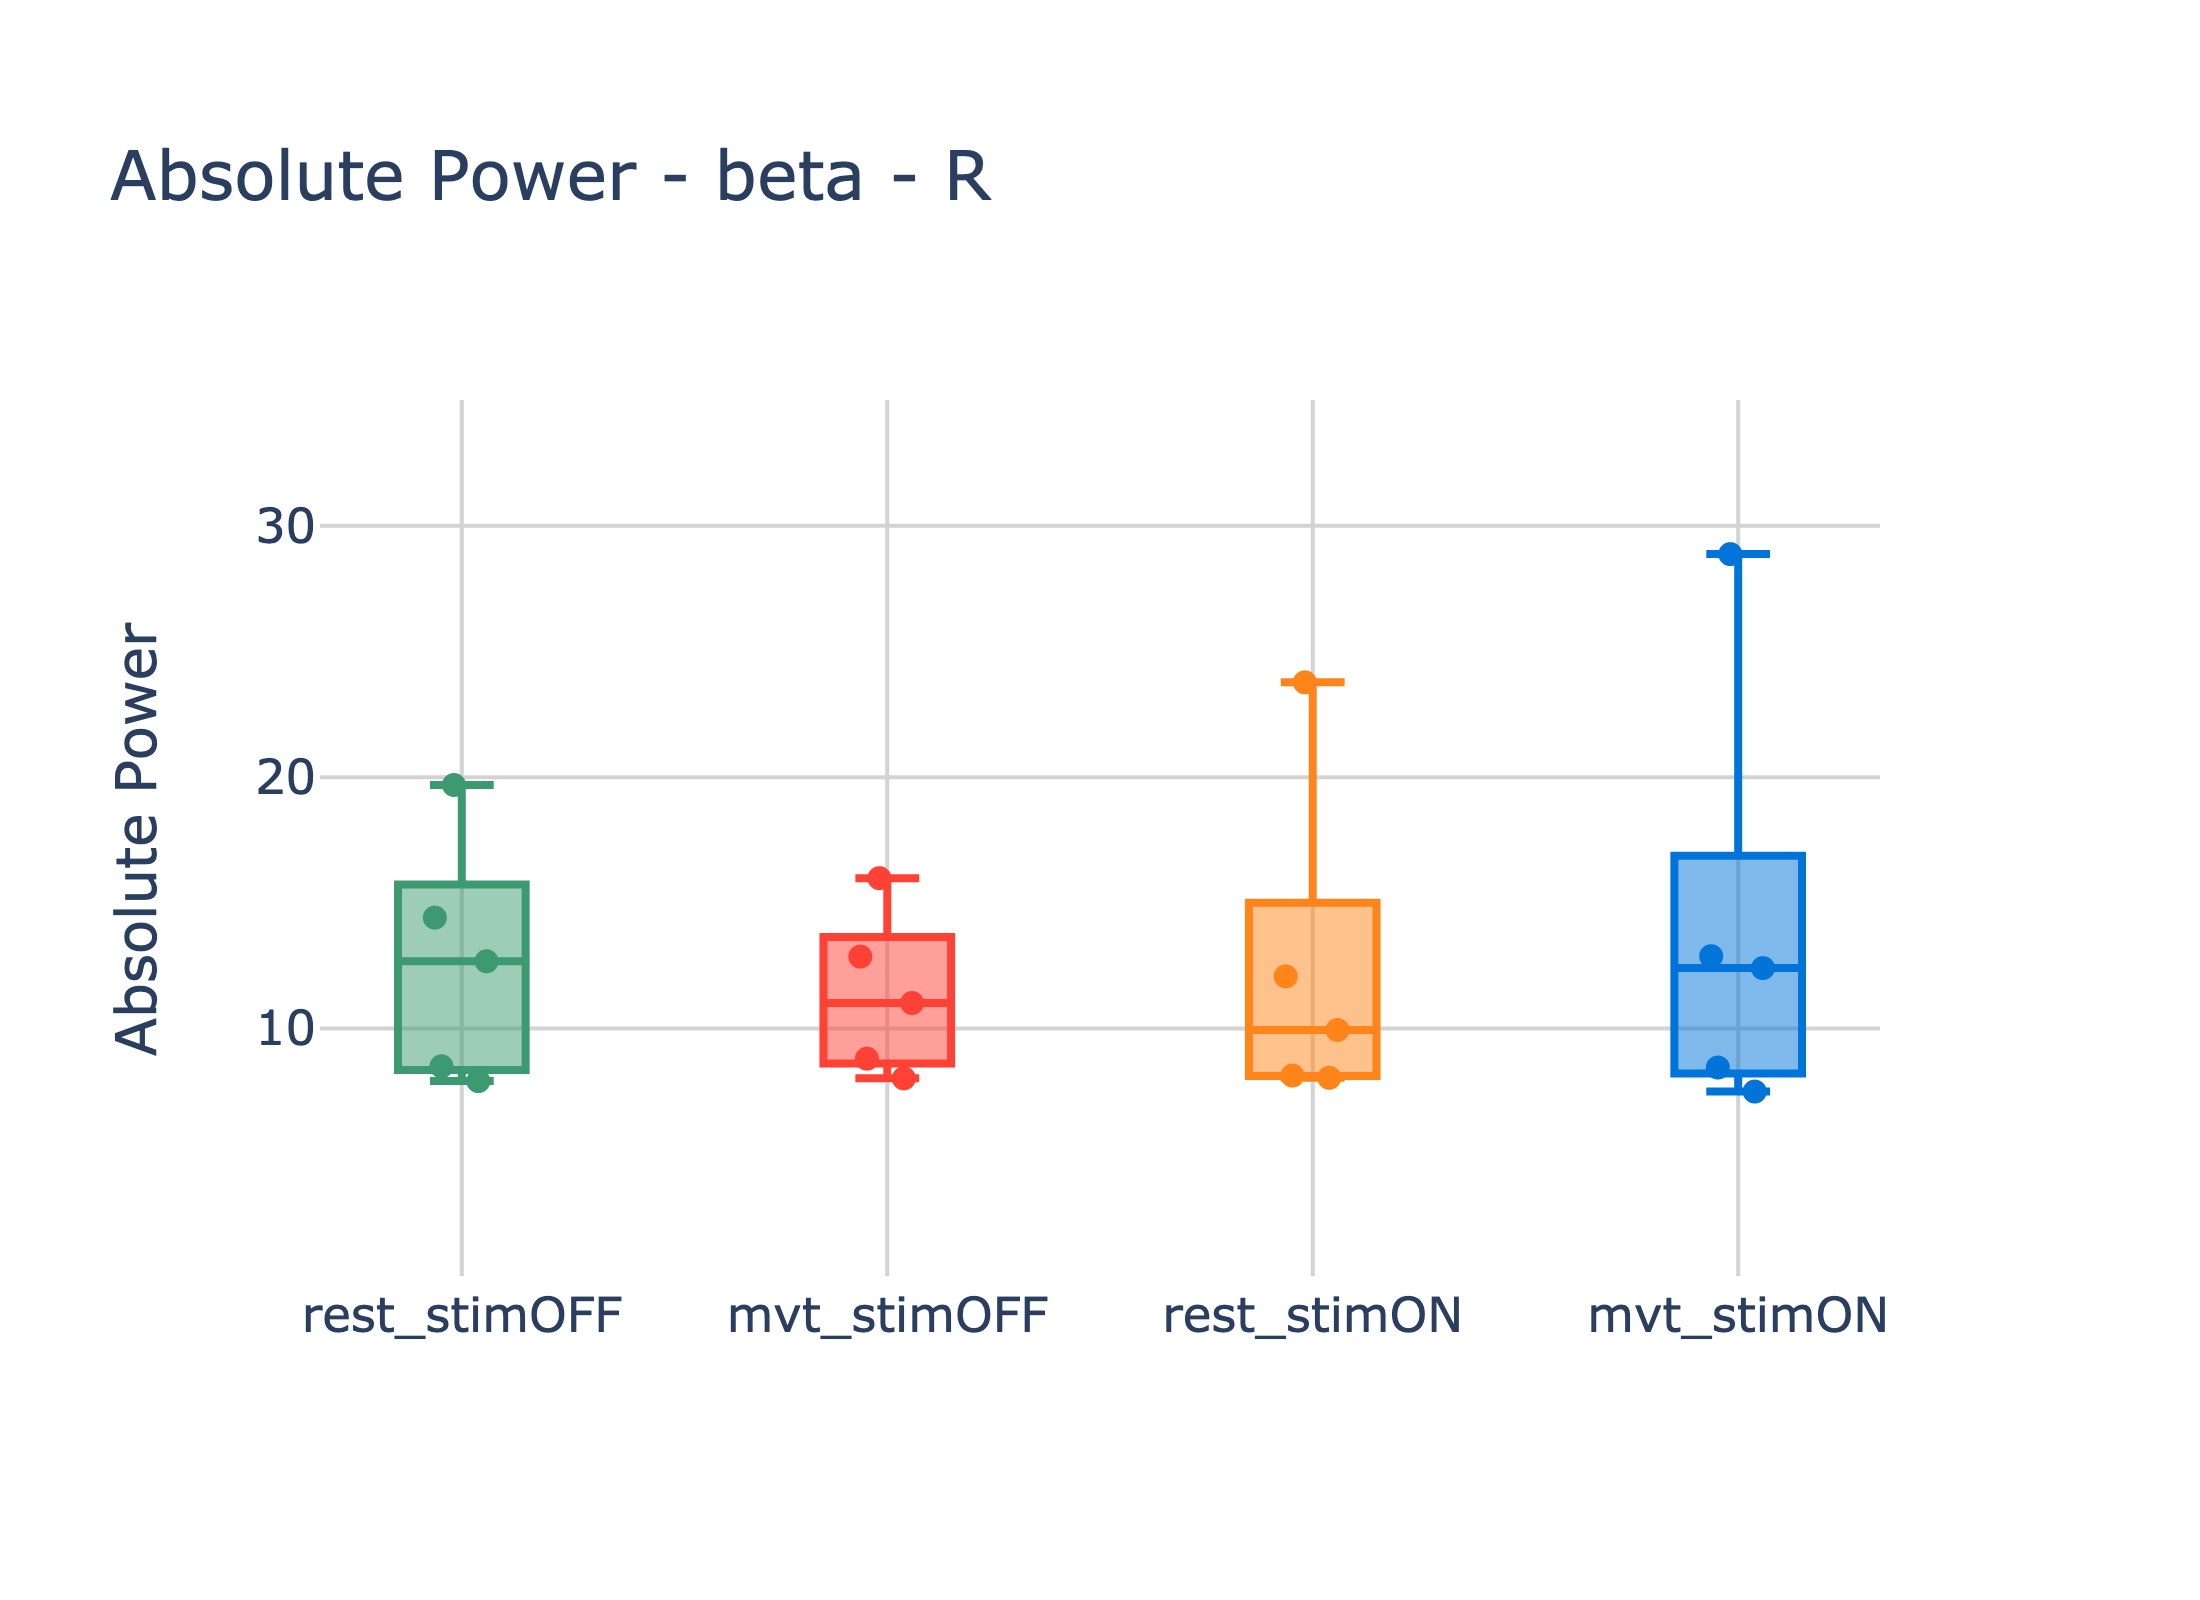 Absolute Power - beta - R
Absolute Power
30
20
10
rest_stimOFF
mvt_stimOFF
rest_stimON
mvt_stimON